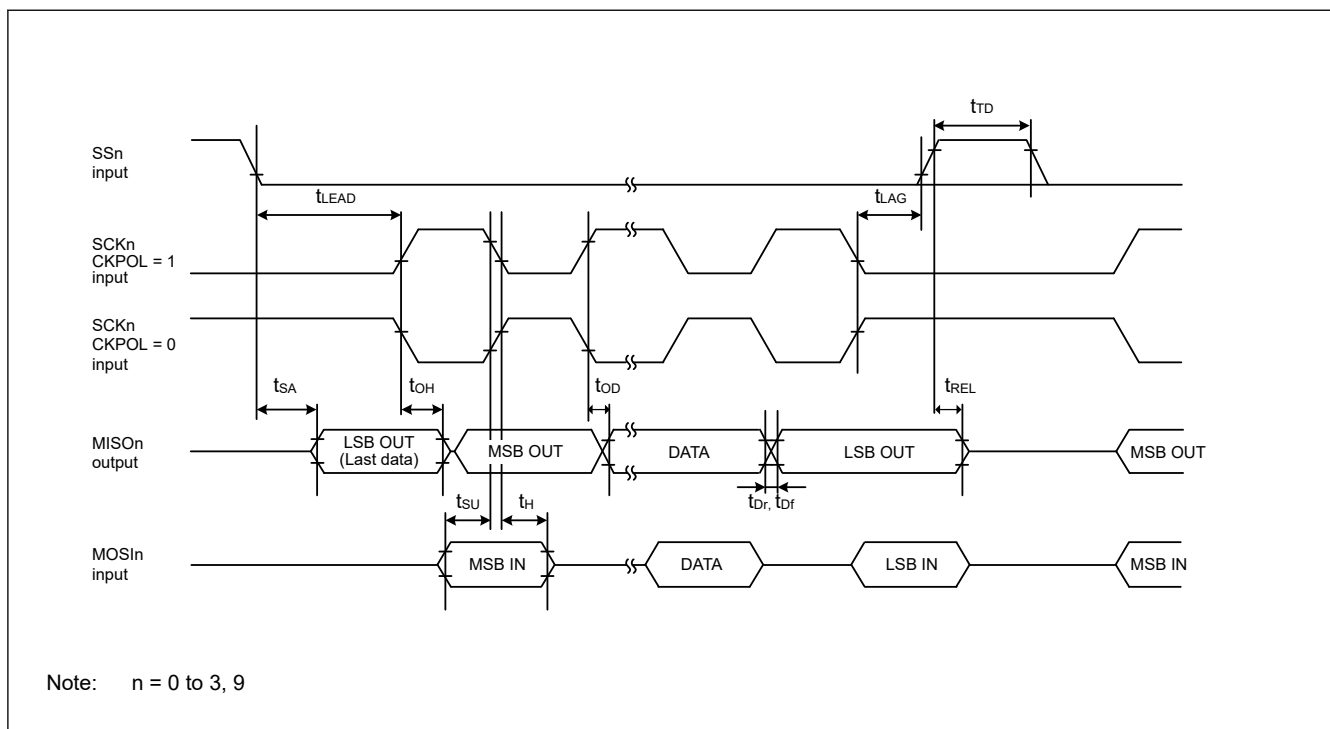 tTD
SSn
input
tLEAD
tLAG
SCKn
CKPOL = 1
input
SCKn
CKPOL = 0
input
tSA
tOH
tOD
tREL
MISOn
output
LSB OUT
(Last data)
MSB OUT
DATA
LSB OUT
MSB OUT
tSU
tH
tDr, tDf
MOSIn
input
MSB IN
DATA
LSB IN
MSB IN
Note: n = 0 to 3, 9